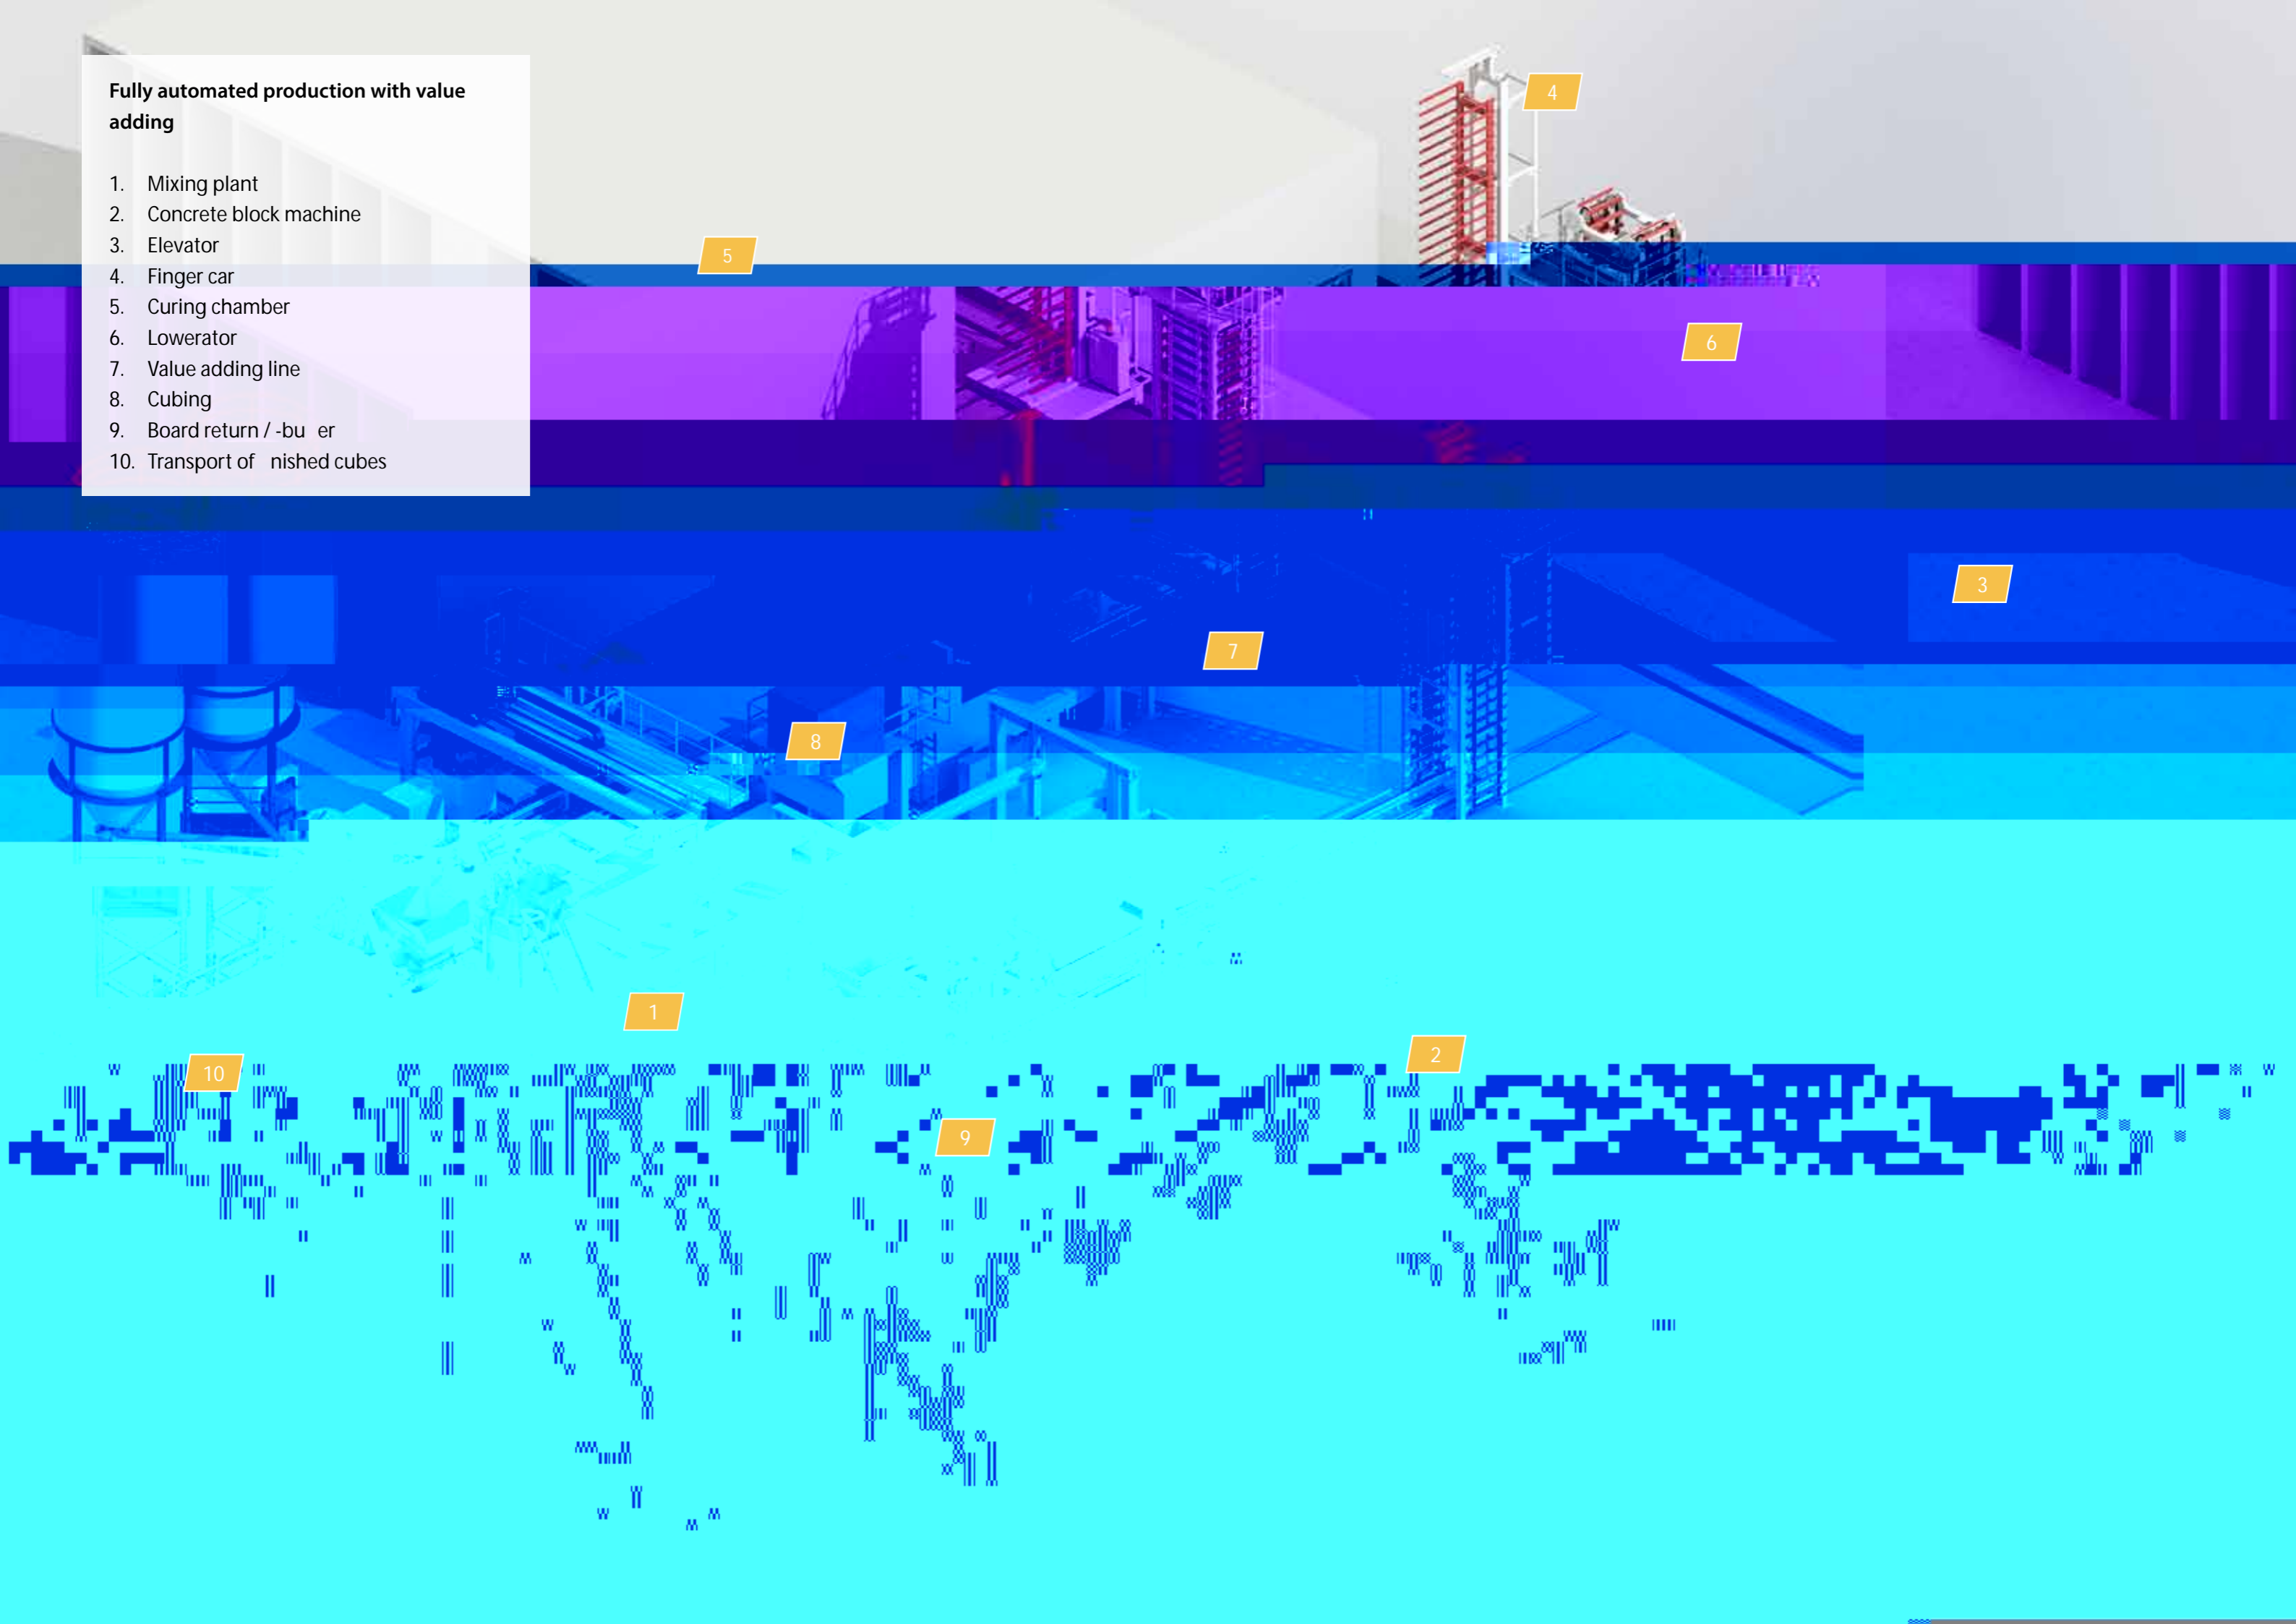 Fully automated production with value
adding
1. Mixing plant
2. Concrete block machine
3. Elevator
4. Finger car
5. Curing chamber
6. Lowerator
7. Value adding line
8. Cubing
9. Board return / -bu er
10. Transport of nished cubes
4
5
6
3
7
8
1
2
10
9